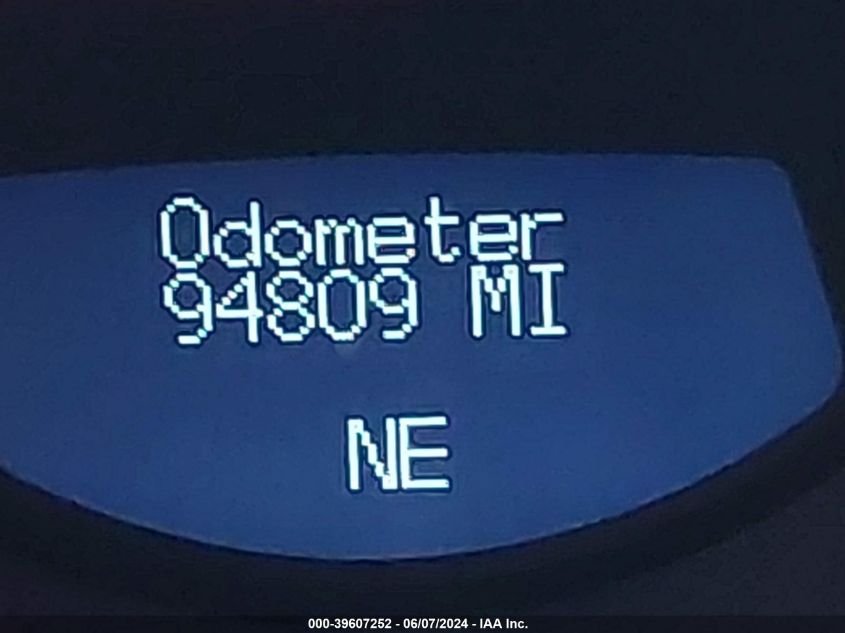 Odometer
94809 MI
NE
000-39607252 - 06/07/2024 - IAA Inc.